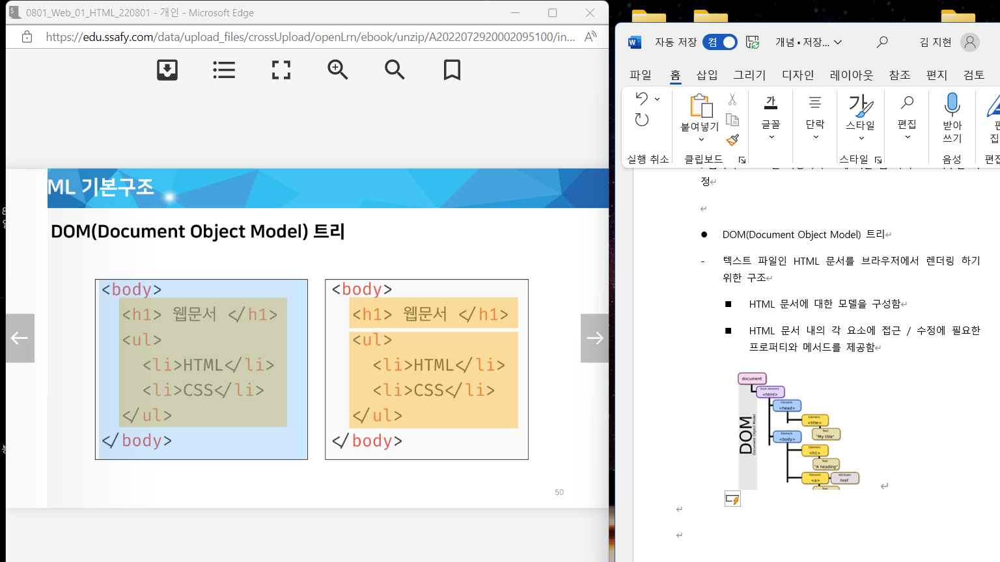 0801_Web_01_HTML_220801 - 개인 - Microsoft Edge
https://edu.ssafy.com/data/upload_files/crossUpload/openLrn/ebook/unzip/A2022072920002095100/in...
ML 기본구조
DOM(Document Object Model) 트리
<body>
<h1> 웹문서 </h1>
<ul>
<li>HTML</li>
<li>CSS</li>
</ul>
</body>
<body>
<h1> 웹문서 </h1>
<ul>
<li>HTML</li>
<li>CSS</li>
</ul>
</body>
50
자동 저장 켬 개념 • 저장... 김 지현
파일 홈 삽입 그리기 디자인 레이아웃 참조 편지 검토
붙여넣기 글꼴 단락 스타일 편집 받아쓰기
실행 취소 클립보드 스타일 음성
정
● DOM(Document Object Model) 트리
- 텍스트 파일인 HTML 문서를 브라우저에서 렌더링 하기
위한 구조
■ HTML 문서에 대한 모델을 구성함
■ HTML 문서 내의 각 요소에 접근 / 수정에 필요한
프로퍼티와 메서드를 제공함
document
Root element:
<html>
Element:
<head>
Element:
<title>
Text:
"My title"
Element:
<body>
Element:
<h1>
Text:
"A heading"
Element:
<a>
Attribute:
href
Text:
DOM
Document Object Model